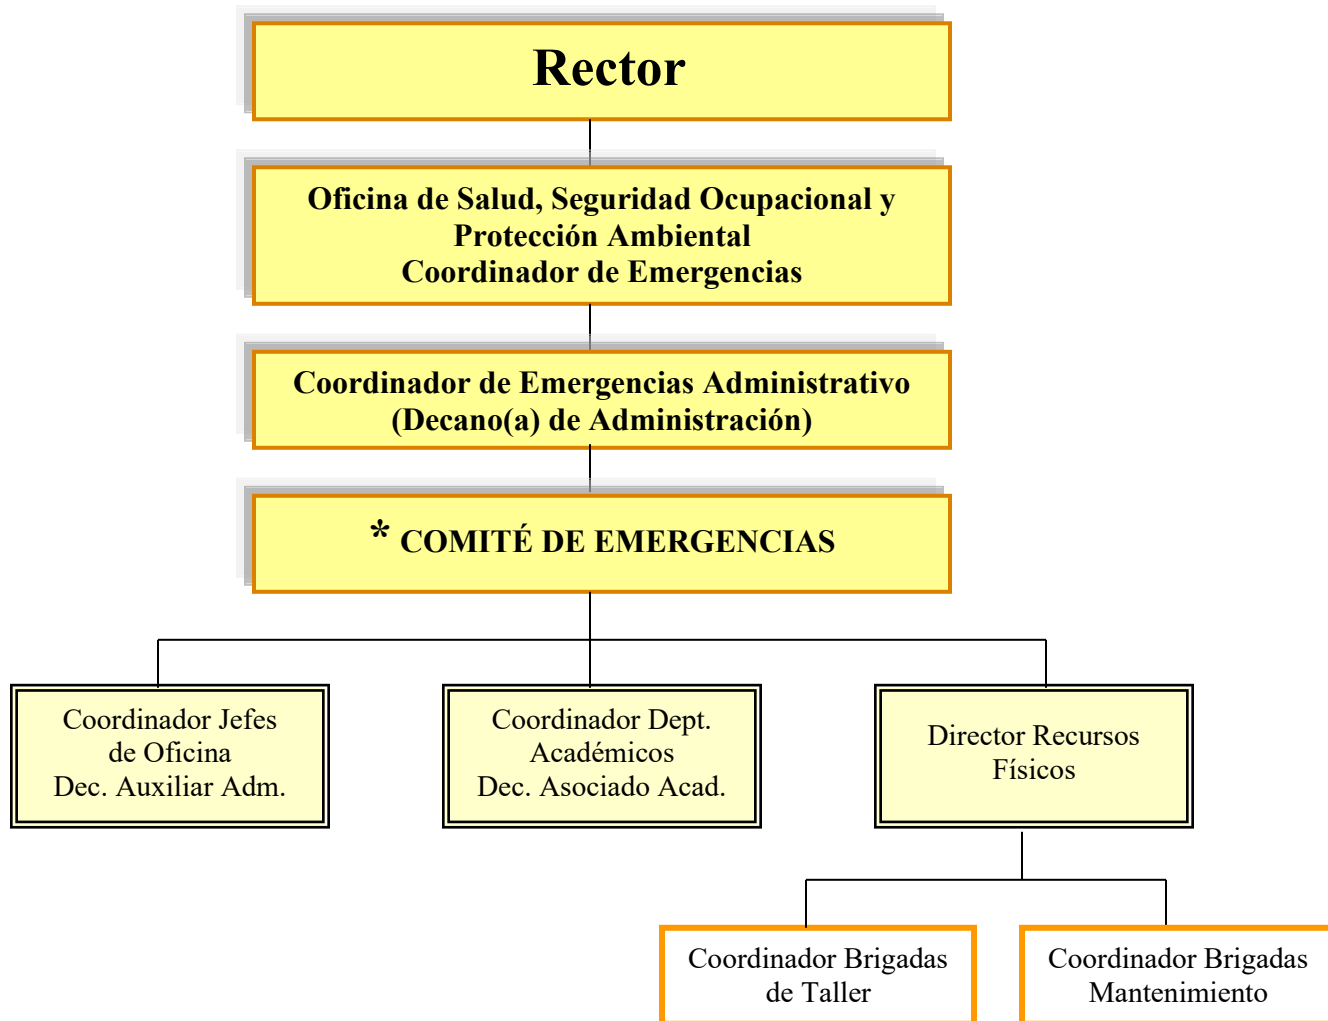 Rector
Oficina de Salud, Seguridad Ocupacional y
Protección Ambiental
Coordinador de Emergencias
Coordinador de Emergencias Administrativo
(Decano(a) de Administración)
* COMITÉ DE EMERGENCIAS
Coordinador Jefes
de Oficina
Dec. Auxiliar Adm.
Coordinador Dept.
Académicos
Dec. Asociado Acad.
Director Recursos
Físicos
Coordinador Brigadas
de Taller
Coordinador Brigadas
Mantenimiento